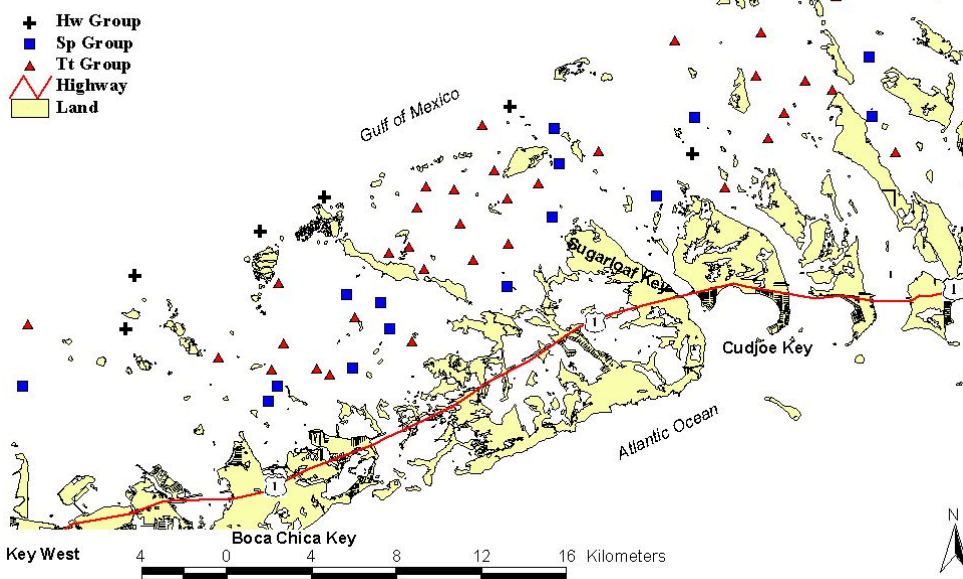 Hw Group
Sp Group
Tt Group
Highway
Land
Gulf of Mexico
Sugarloaf Key
1
1
Cudjoe Key
Atlantic Ocean
1
N
Key West
Boca Chica Key
4 0 4 8 12 16 Kilometers